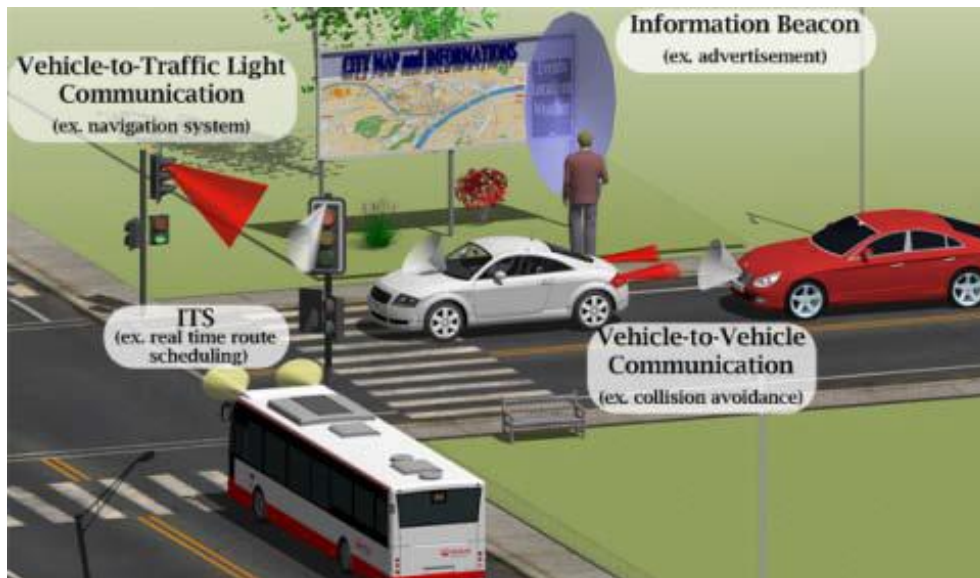 Information Beacon
(ex. advertisement)
Vehicle-to-Traffic Light
Communication
(ex. navigation system)
CITY MAP and INFORMATIONS
ITS
(ex. real time route
scheduling)
Vehicle-to-Vehicle
Communication
(ex. collision avoidance)